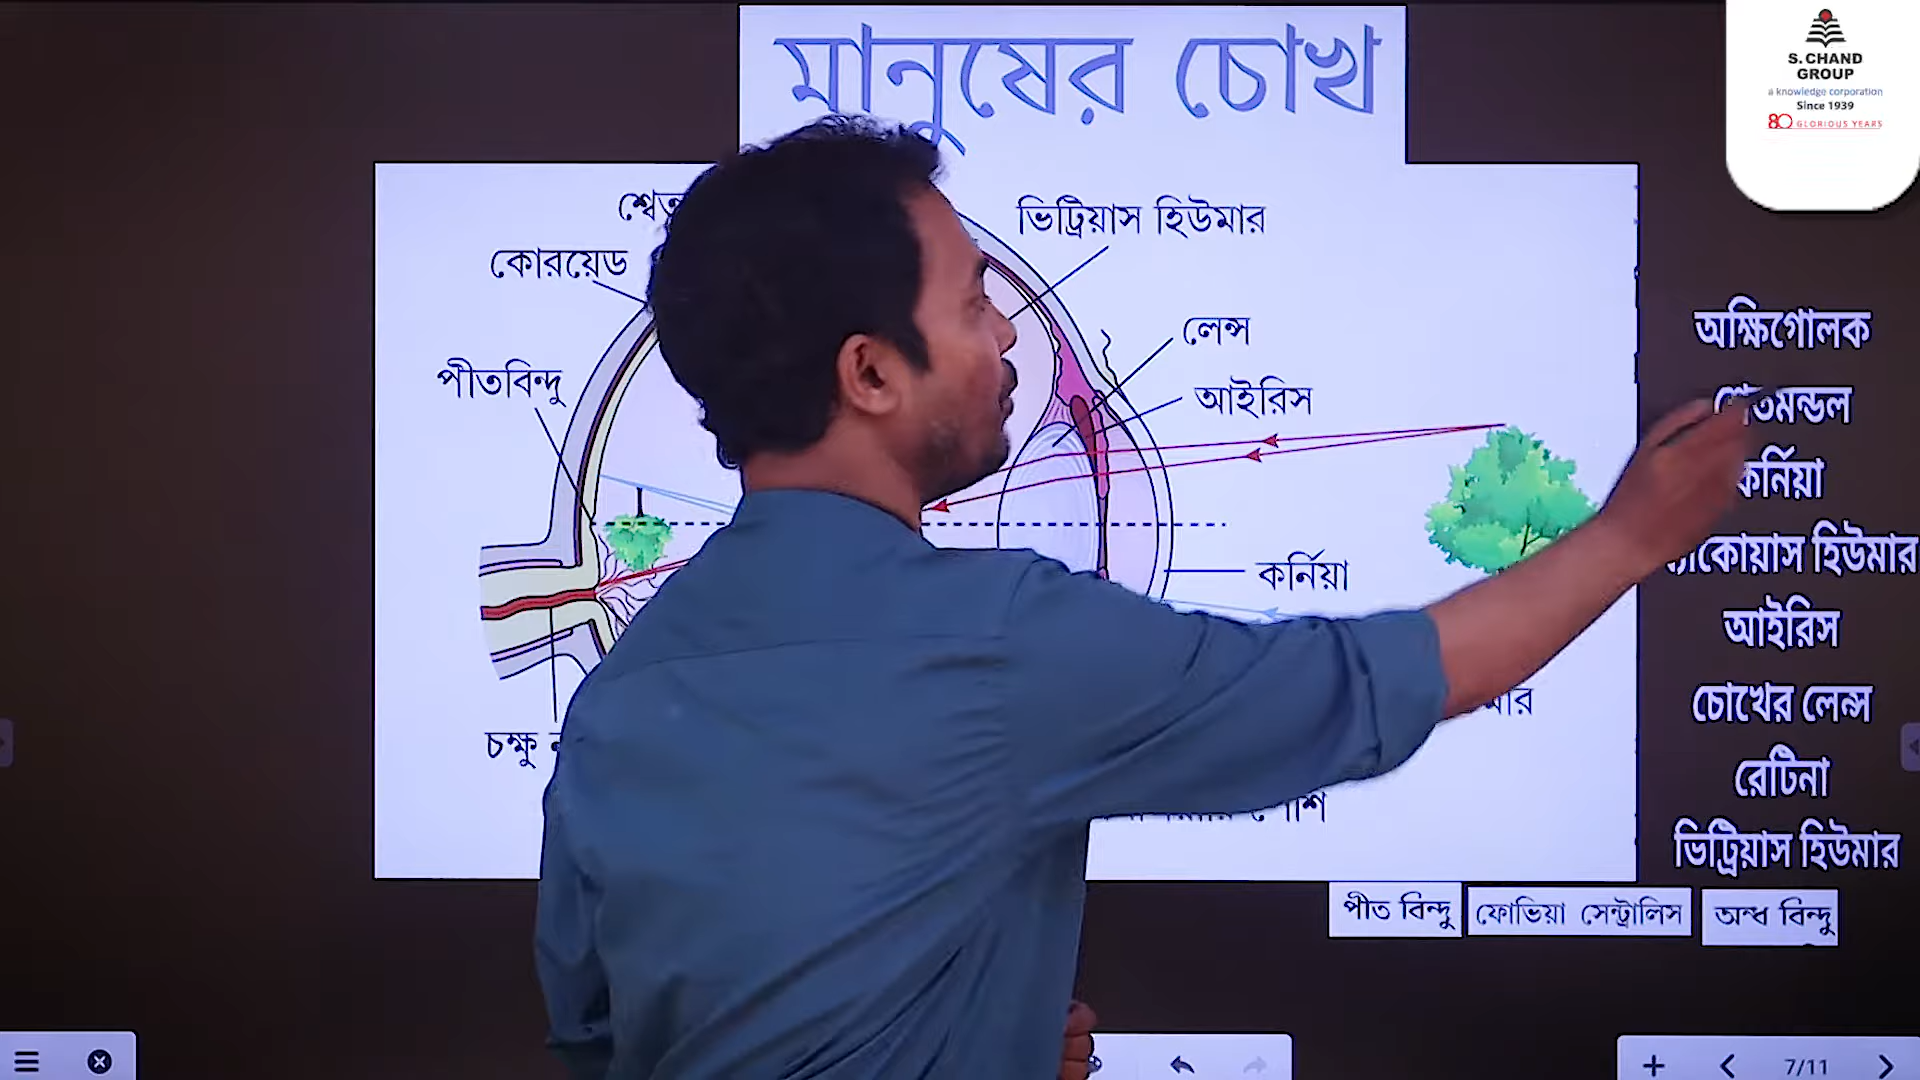 মানুষের চোখ
S. CHAND
GROUP
a knowledge corporation
Since 1939
80 GLORIOUS YEARS
ভিট্রিয়াস হিউমার
কোরয়েড
লেন্স
পীতবিন্দু
আইরিস
কর্নিয়া
চক্ষু
অক্ষিগোলক
কর্নিয়া
হিউমার
আইরিস
চোখের লেন্স
রেটিনা
ভিট্রিয়াস হিউমার
পীত বিন্দু
ফোভিয়া সেন্ট্রালিস
অন্ধ বিন্দু
7/11